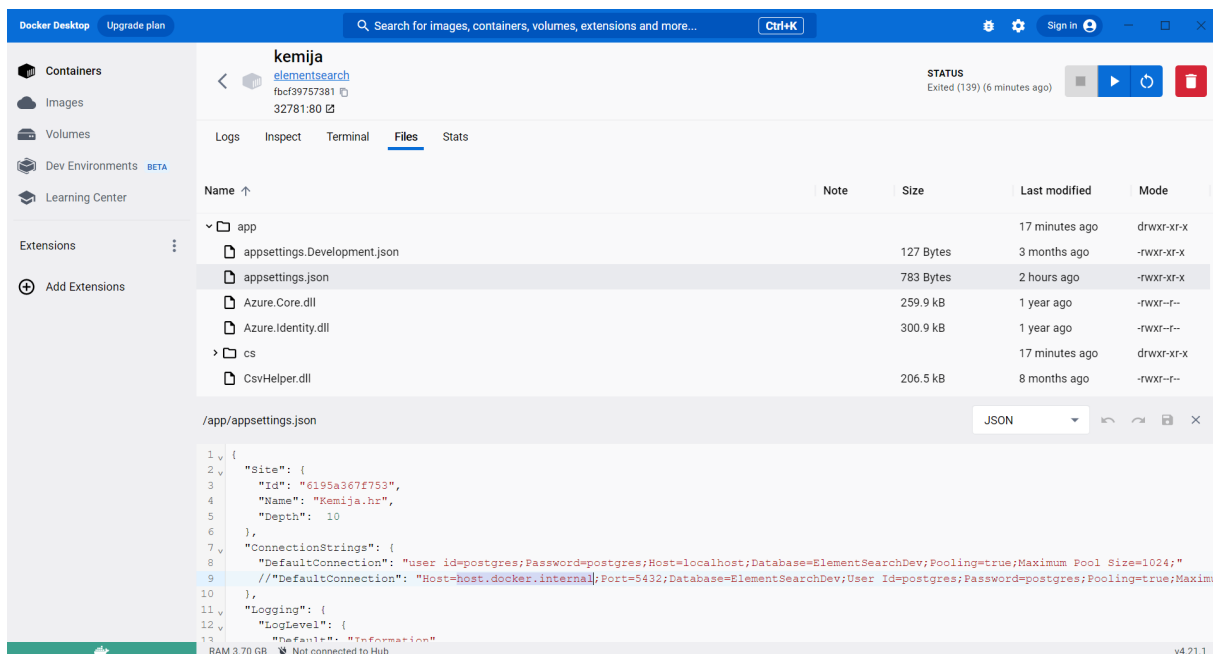 Docker Desktop Upgrade plan Search for images, containers, volumes, extensions and more... Ctrl+K Sign in
Containers
Images
Volumes
Dev Environments BETA
Learning Center
Extensions
Add Extensions
kemija
elementsearch
fbcf39757381
32781:80
STATUS
Exited (139) (6 minutes ago)
Logs Inspect Terminal Files Stats
Name Note Size Last modified Mode
app 17 minutes ago drwxr-xr-x
appsettings.Development.json 127 Bytes 3 months ago -rwxr-xr-x
appsettings.json 783 Bytes 2 hours ago -rwxr-xr-x
Azure.Core.dll 259.9 kB 1 year ago -rwxr--r--
Azure.Identity.dll 300.9 kB 1 year ago -rwxr--r--
cs 17 minutes ago drwxr-xr-x
CsvHelper.dll 206.5 kB 8 months ago -rwxr--r--
/app/appsettings.json JSON
1 {
2 "Site": {
3 "Id": "6195a367f753",
4 "Name": "Kemija.hr",
5 "Depth": 10
6 },
7 "ConnectionStrings": {
8 "DefaultConnection": "user id=postgres;Password=postgres;Host=localhost;Database=ElementSearchDev;Pooling=true;Maximum Pool Size=1024;"
9 //"DefaultConnection": "Host=host.docker.internal;Port=5432;Database=ElementSearchDev;User Id=postgres;Password=postgres;Pooling=true;Maximu
10 },
11 "Logging": {
12 "LogLevel": {
13 "Default": "Information"
RAM 3.70 GB Not connected to Hub v4.21.1